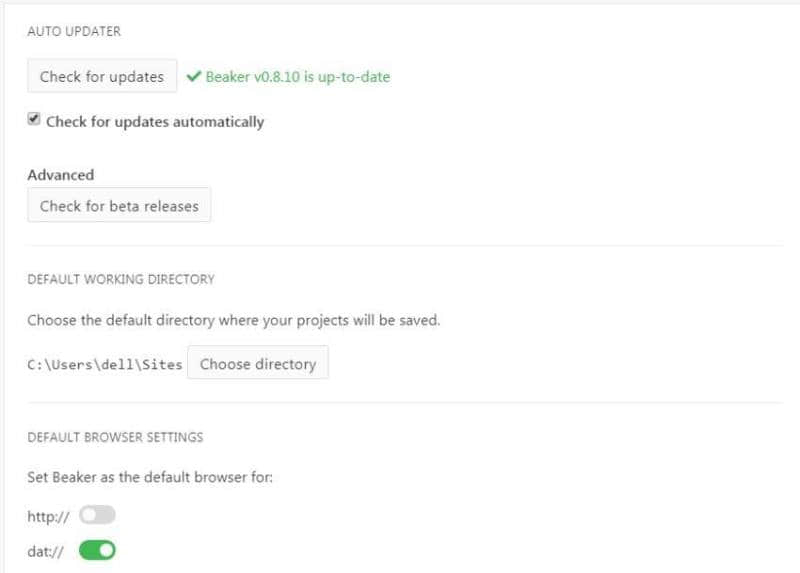 AUTO UPDATER
Check for updates Beaker v0.8.10 is up-to-date
Check for updates automatically
Advanced
Check for beta releases
DEFAULT WORKING DIRECTORY
Choose the default directory where your projects will be saved.
C:\Users\dell\Sites Choose directory
DEFAULT BROWSER SETTINGS
Set Beaker as the default browser for:
http://
dat://